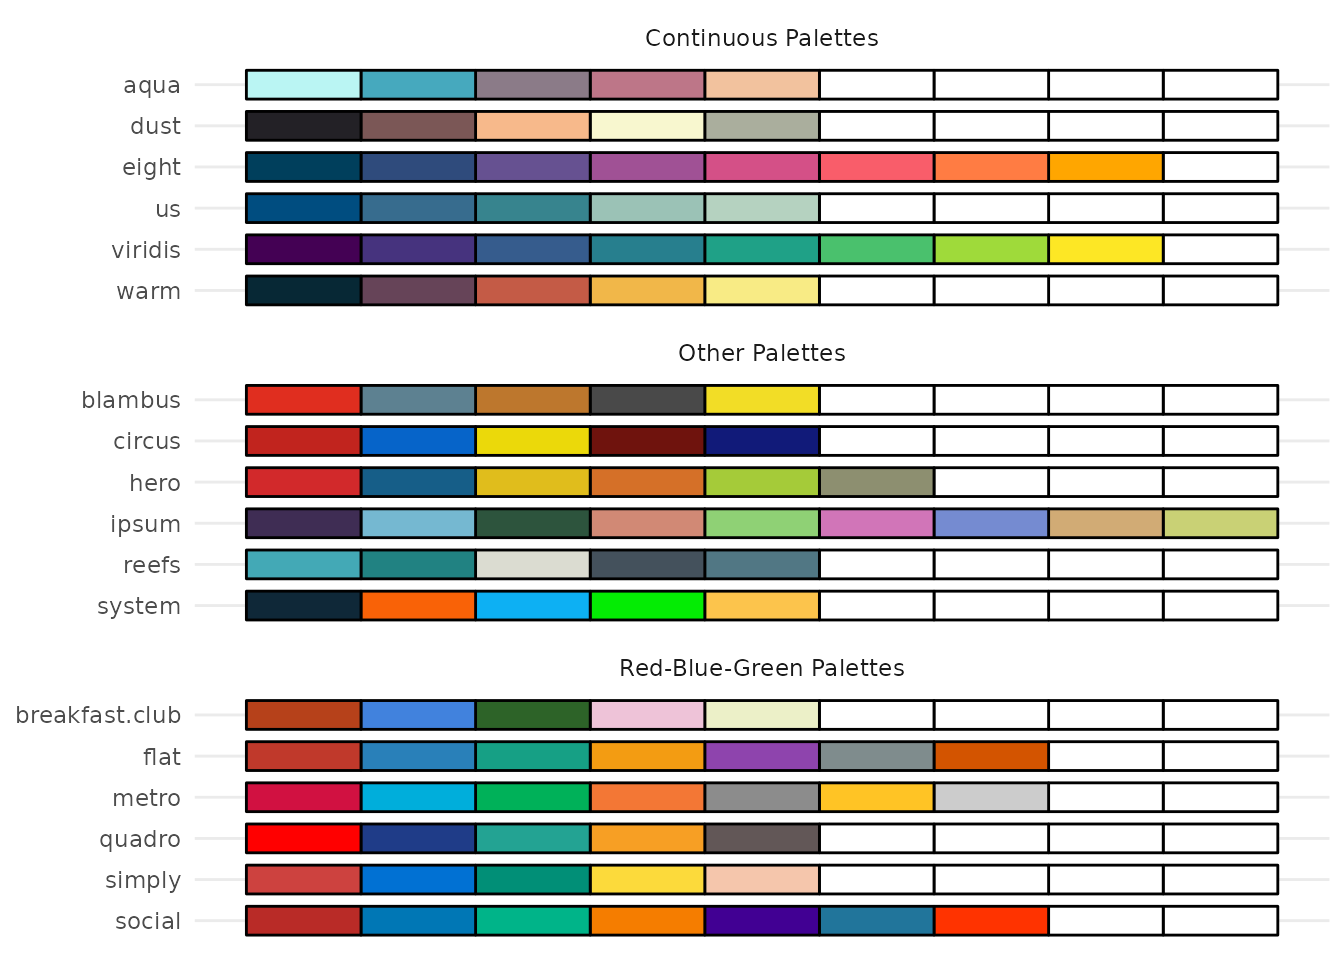 Continuous Palettes
aqua
dust
eight
us
viridis
warm
Other Palettes
blambus
circus
hero
ipsum
reefs
system
Red-Blue-Green Palettes
breakfast.club
flat
metro
quadro
simply
social